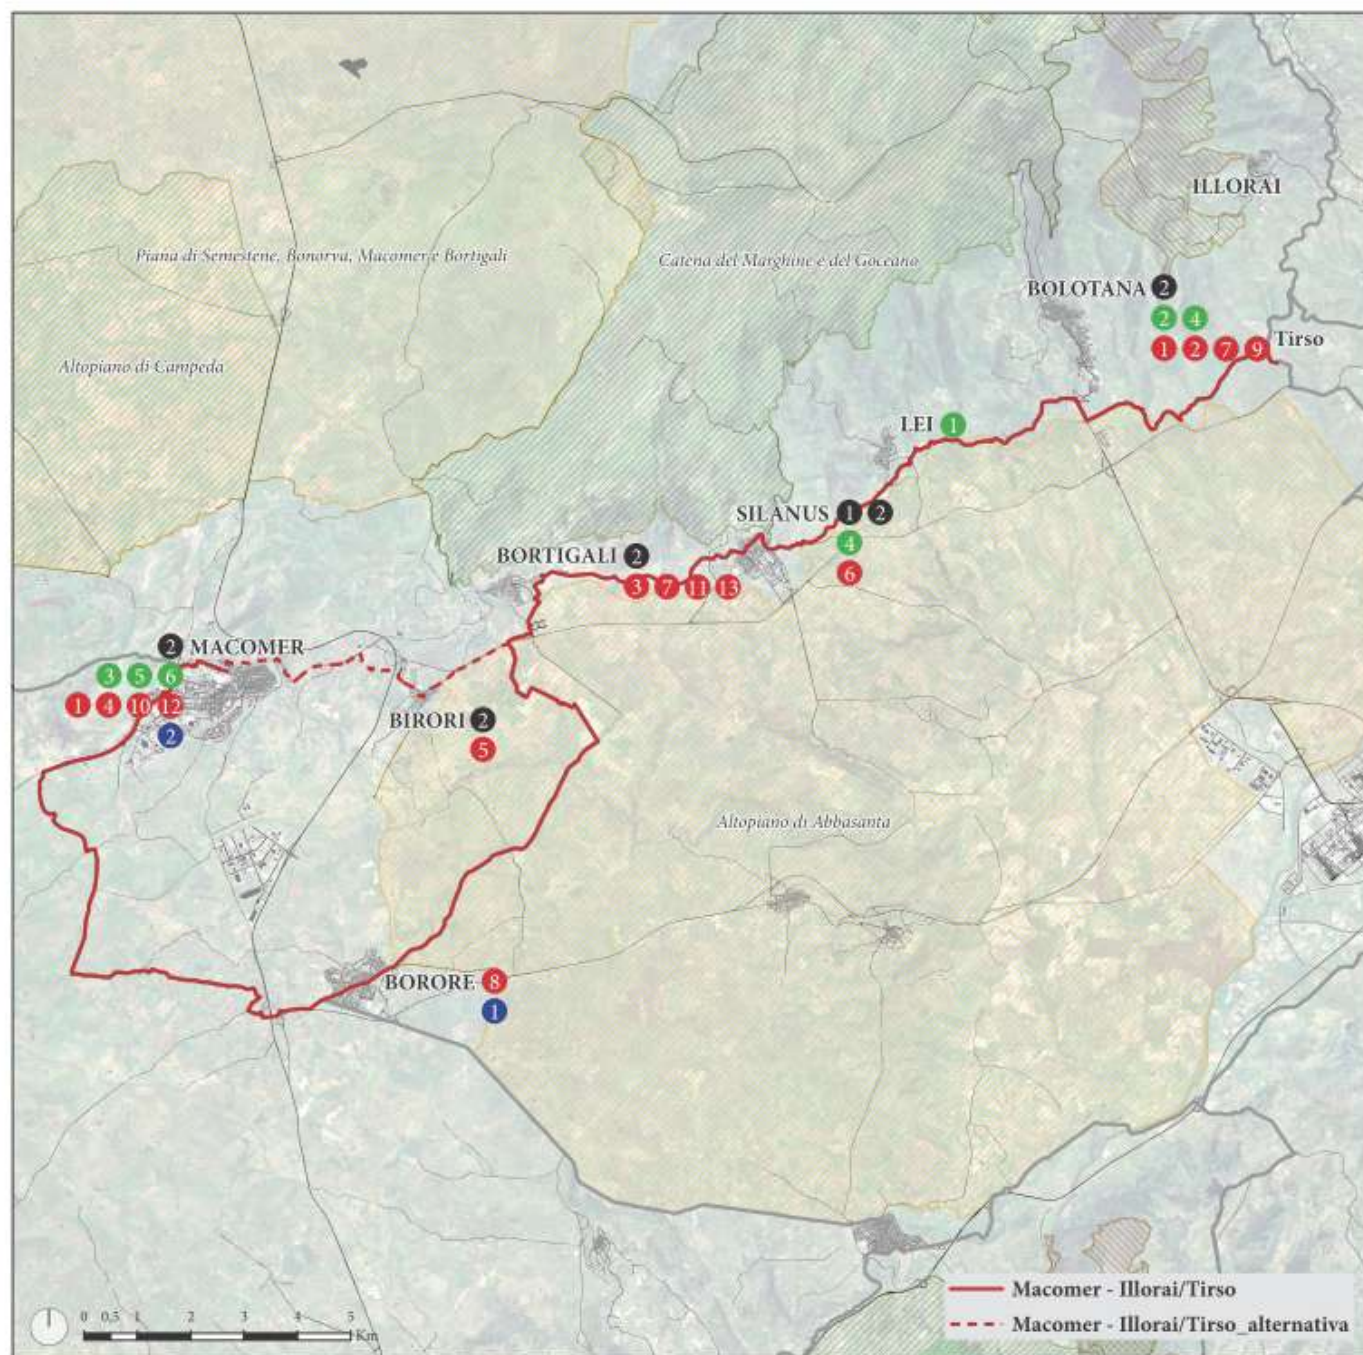 ILLORAI
Piana di Semestene, Bonorva, Macomer e Bortigali
Catena del Marghine e del Goceano
BOLOTANA 2
2 4
1 2 7 9 Tirso
Altopiano di Campeda
LEI 1
SILANUS 1 2
4
6
BORTIGALI 2
3 7 11 13
2 MACOMER
3 5 6
1 4 10 12
2
BIRORI 2
5
Altopiano di Abbasanta
BORORE 8
1
0 0,5 1 2 3 4 5
Km
Macomer - Illorai/Tirso
Macomer - Illorai/Tirso_alternativa